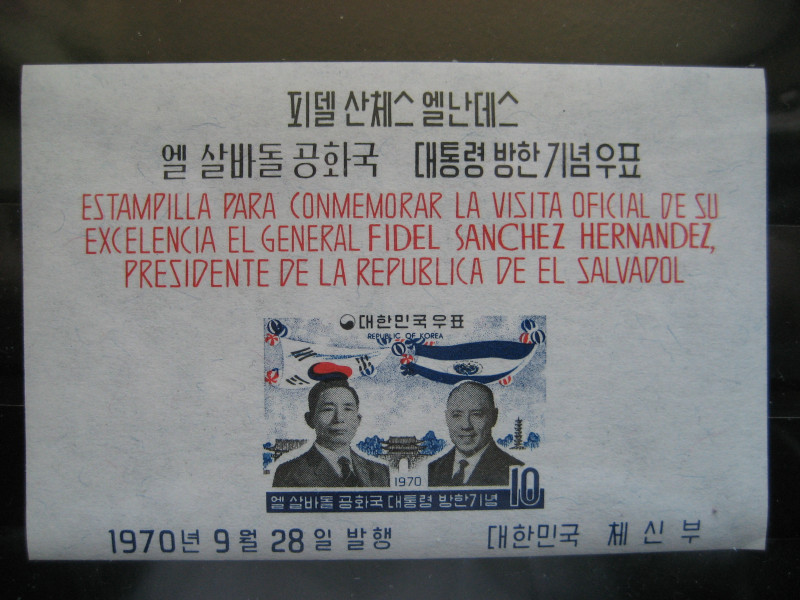 피델 산체스 엘난데스
엘 살바돌 공화국 대통령 방한기념우표
ESTAMPILLA PARA CONMEMORAR LA VISITA OFICIAL DE SU
EXCELENCIA EL GENERAL FIDEL SANCHEZ HERNANDEZ,
PRESIDENTE DE LA REPUBLICA DE EL SALVADOL
대한민국우표
REPUBLIC OF KOREA
1970
엘 살바돌 공화국 대통령 방한기념 10
1970년 9월 28일 발행 대한민국 체신부